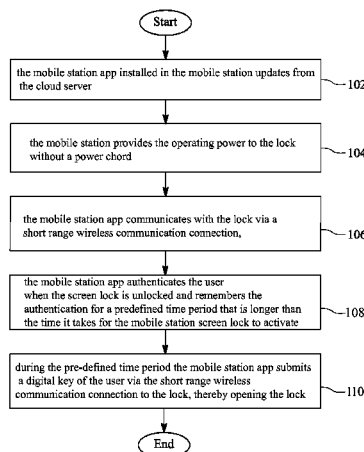 Start
the mobile station app installed in the mobile station updates from
the cloud server
102
the mobile station provides the operating power to the lock
without a power chord
104
the mobile station app communicates with the lock via a
short range wireless communication connection,
106
the mobile station app authenticates the user
when the screen lock is unlocked and remembers the
authentication for a predefined time period that is longer than
the time it takes for the mobile station screen lock to activate
108
during the pre-defined time period the mobile station app submits
a digital key of the user via the short range wireless
communication connection to the lock, thereby opening the lock
110
End